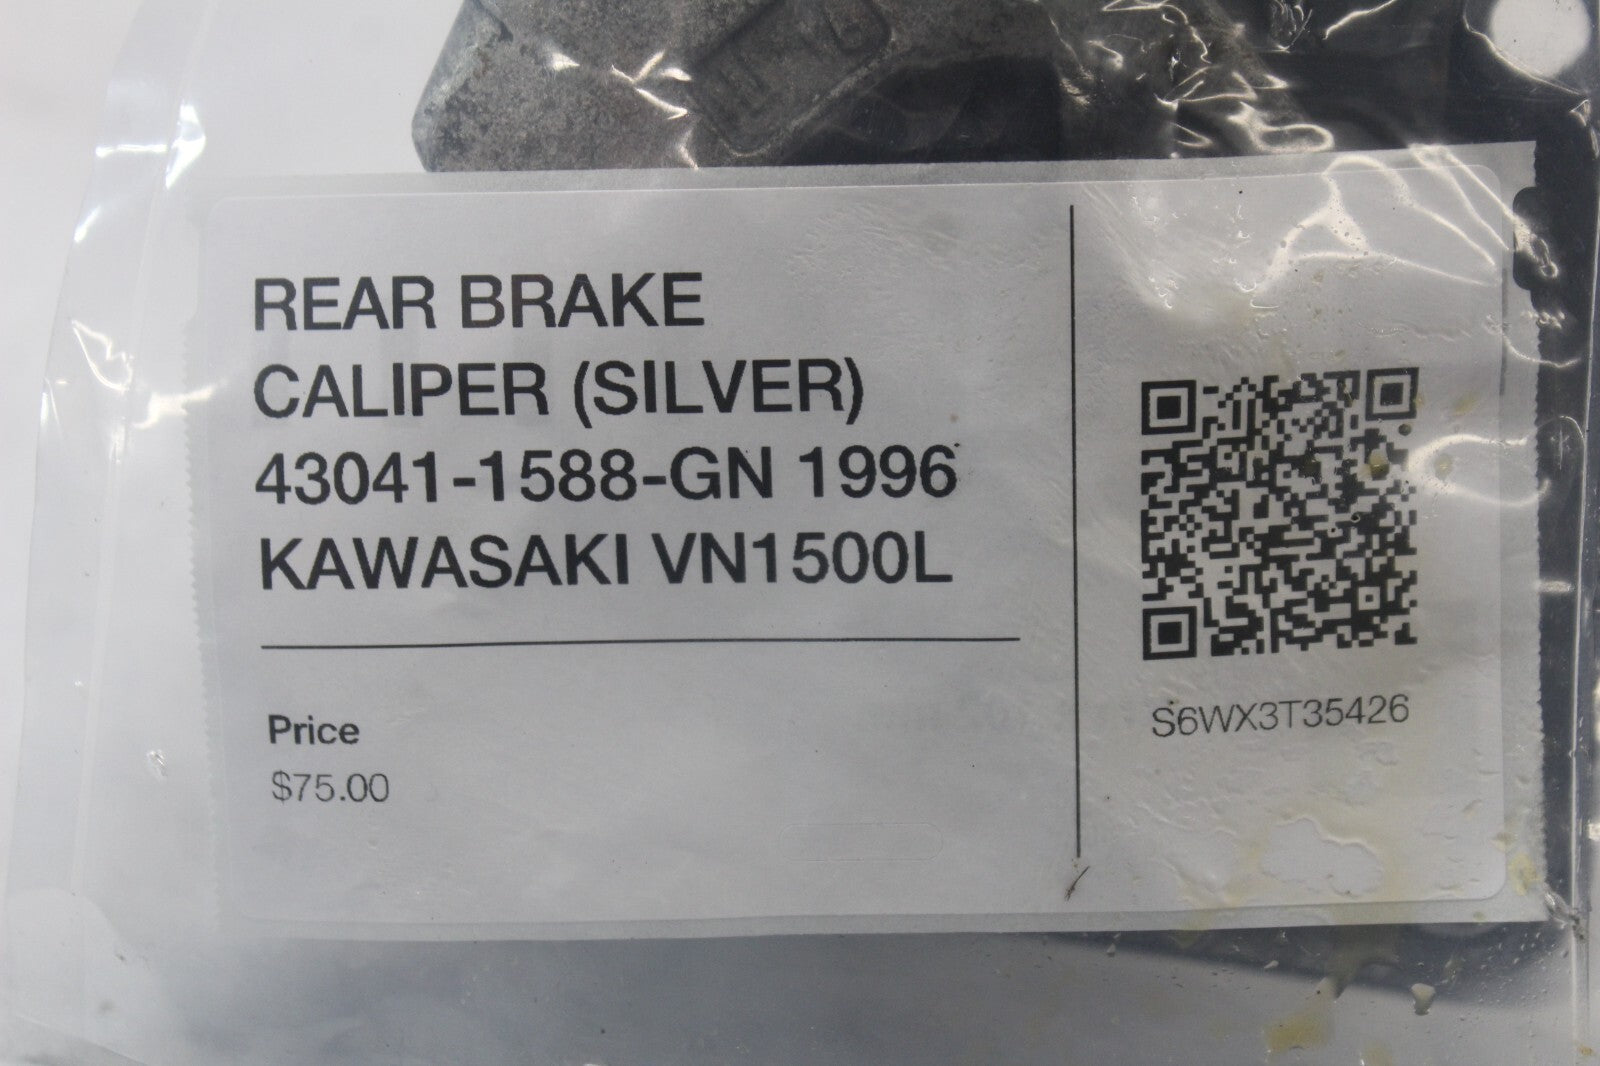 REAR BRAKE
CALIPER (SILVER)
43041-1588-GN 1996
KAWASAKI VN1500L
Price
$75.00
S6WX3T35426